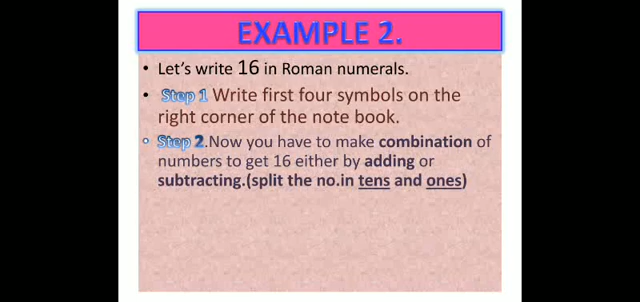 EXAMPLE 2.
• Let's write 16 in Roman numerals.
• Step 1 Write first four symbols on the
right corner of the note book.
• Step 2.Now you have to make combination of
numbers to get 16 either by adding or
subtracting.(split the no.in tens and ones)